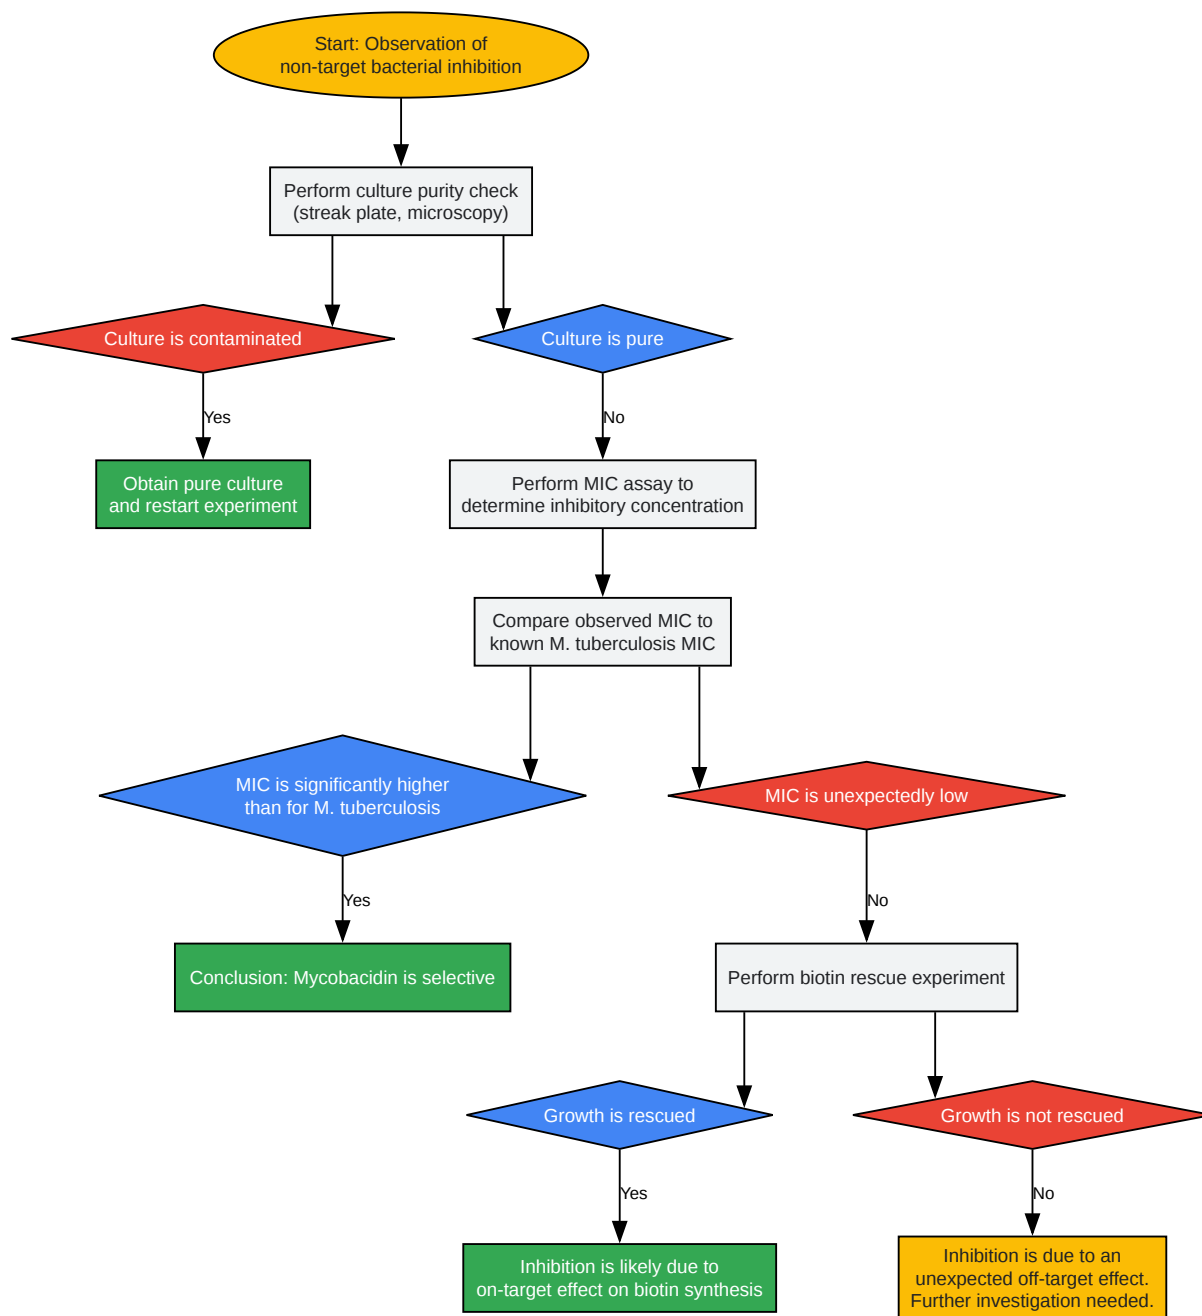 Start: Observation of
non-target bacterial inhibition
Perform culture purity check
(streak plate, microscopy)
Culture is contaminated
Culture is pure
Yes
No
Obtain pure culture
and restart experiment
Perform MIC assay to
determine inhibitory concentration
Compare observed MIC to
known M. tuberculosis MIC
MIC is significantly higher
than for M. tuberculosis
MIC is unexpectedly low
Yes
No
Conclusion: Mycobacidin is selective
Perform biotin rescue experiment
Growth is rescued
Growth is not rescued
Yes
No
Inhibition is likely due to
on-target effect on biotin synthesis
Inhibition is due to an
unexpected off-target effect.
Further investigation needed.